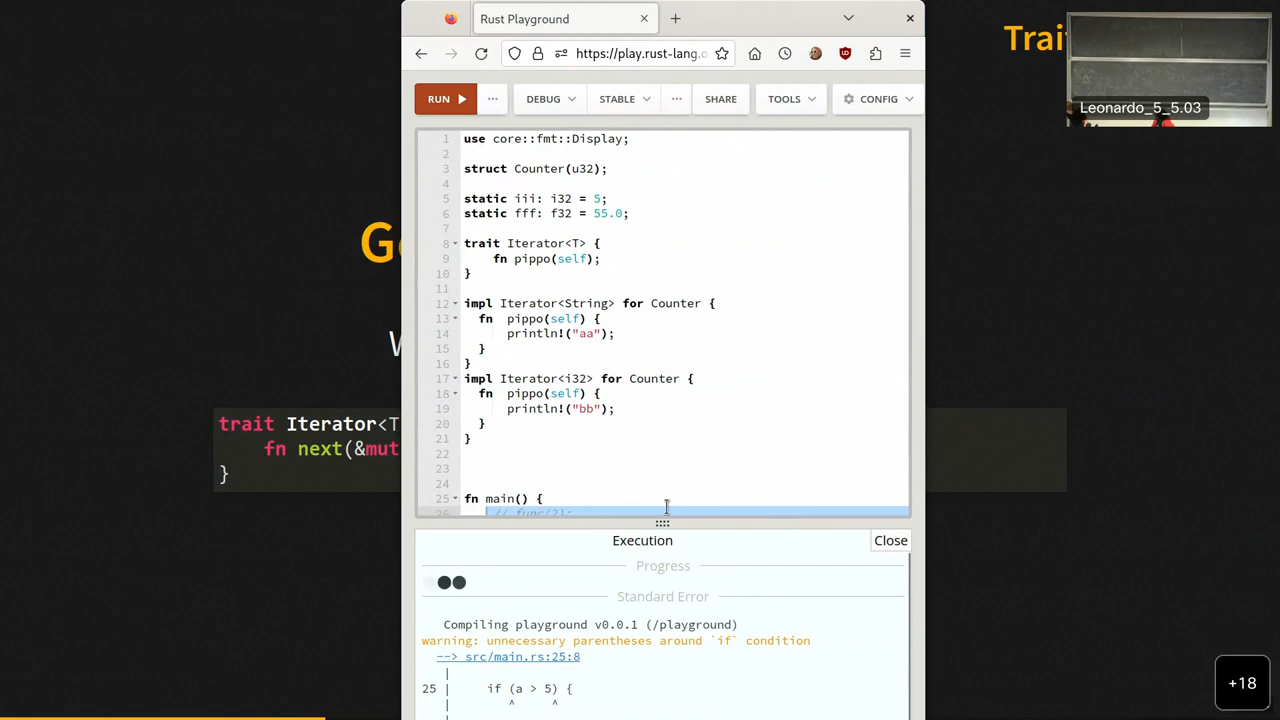 Rust Playground
https://play.rust-lang.o
RUN
DEBUG
STABLE
SHARE
TOOLS
CONFIG
Trai
Leonardo_5_5.03
1 use core::fmt::Display;
2
3 struct Counter(u32);
4
5 static iii: i32 = 5;
6 static fff: f32 = 55.0;
7
8 trait Iterator<T> {
9 fn pippo(self);
10 }
11
12 impl Iterator<String> for Counter {
13 fn pippo(self) {
14 println!("aa");
15 }
16 }
17 impl Iterator<i32> for Counter {
18 fn pippo(self) {
19 println!("bb");
20 }
21 }
22
23
24
25 fn main() {
26 // func(2);
G
W
trait Iterator<T
fn next(&mut
}
Execution
Close
Progress
Standard Error
Compiling playground v0.0.1 (/playground)
warning: unnecessary parentheses around `if` condition
--> src/main.rs:25:8
|
25 | if (a > 5) {
| ^ ^
+18